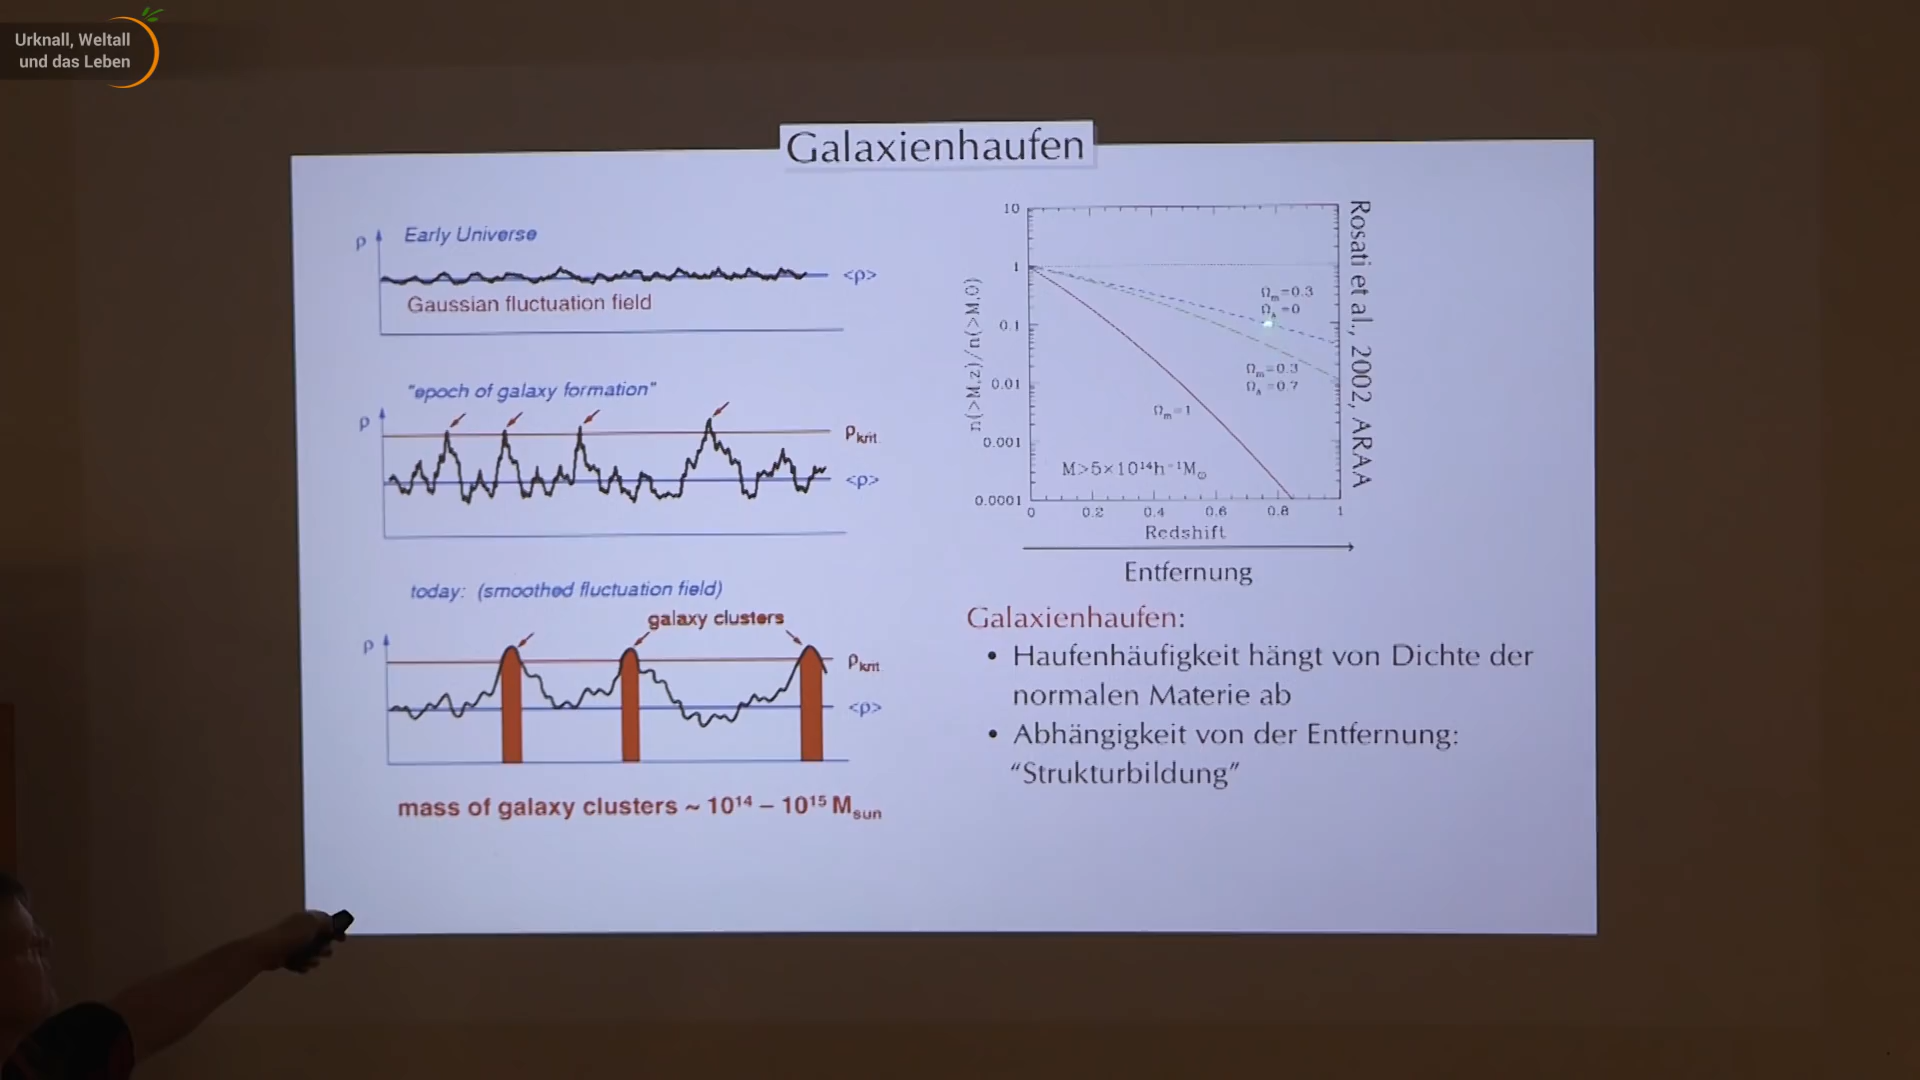 Urknall, Weltall
und das Leben
Galaxienhaufen
ρ
Early Universe
<ρ>
Gaussian fluctuation field
"epoch of galaxy formation"
ρ
ρkrit.
<ρ>
today: (smoothed fluctuation field)
galaxy clusters
ρ
ρkrit.
<ρ>
mass of galaxy clusters ~ 10¹⁴ – 10¹⁵ Msun
10
1
0.1
0.01
0.001
0.0001
n(>M,z)/n(>M,0)
Ωm=0.3
ΩΛ=0
Ωm=0.3
ΩΛ=0.7
Ωm=1
M>5×10¹⁴h⁻¹M⊙
0 0.2 0.4 0.6 0.8 1
Redshift
Entfernung
Rosati et al., 2002, ARAA
Galaxienhaufen:
• Haufenhäufigkeit hängt von Dichte der
normalen Materie ab
• Abhängigkeit von der Entfernung:
“Strukturbildung”